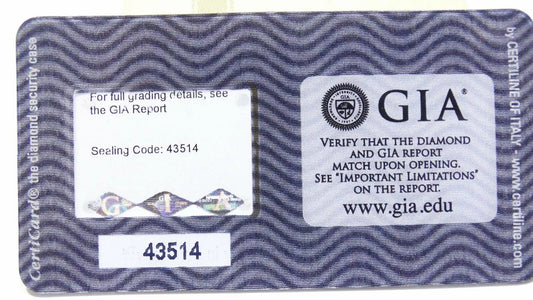 CertiCard® the diamond security case
For full grading details, see
the GIA Report
Sealing Code: 43514
43514
GIA®
VERIFY THAT THE DIAMOND
AND GIA REPORT
MATCH UPON OPENING.
SEE "IMPORTANT LIMITATIONS"
ON THE REPORT.
www.gia.edu
by CERTILINE OF ITALY - www.certiline.com